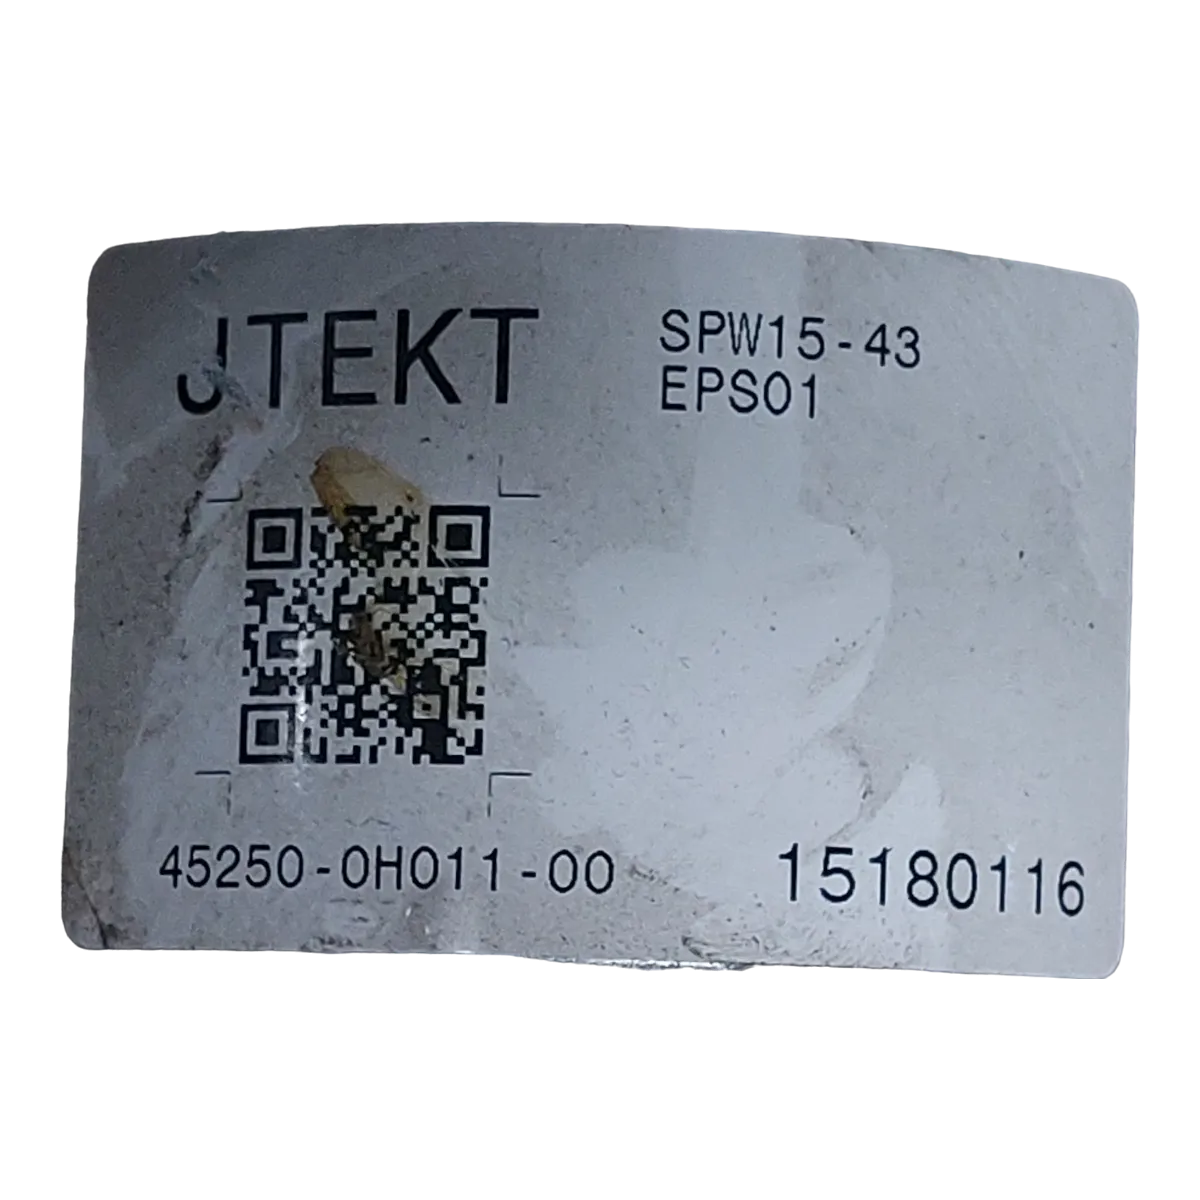 JTEKT
SPW15-43
EPS01
45250-0H011-00
15180116